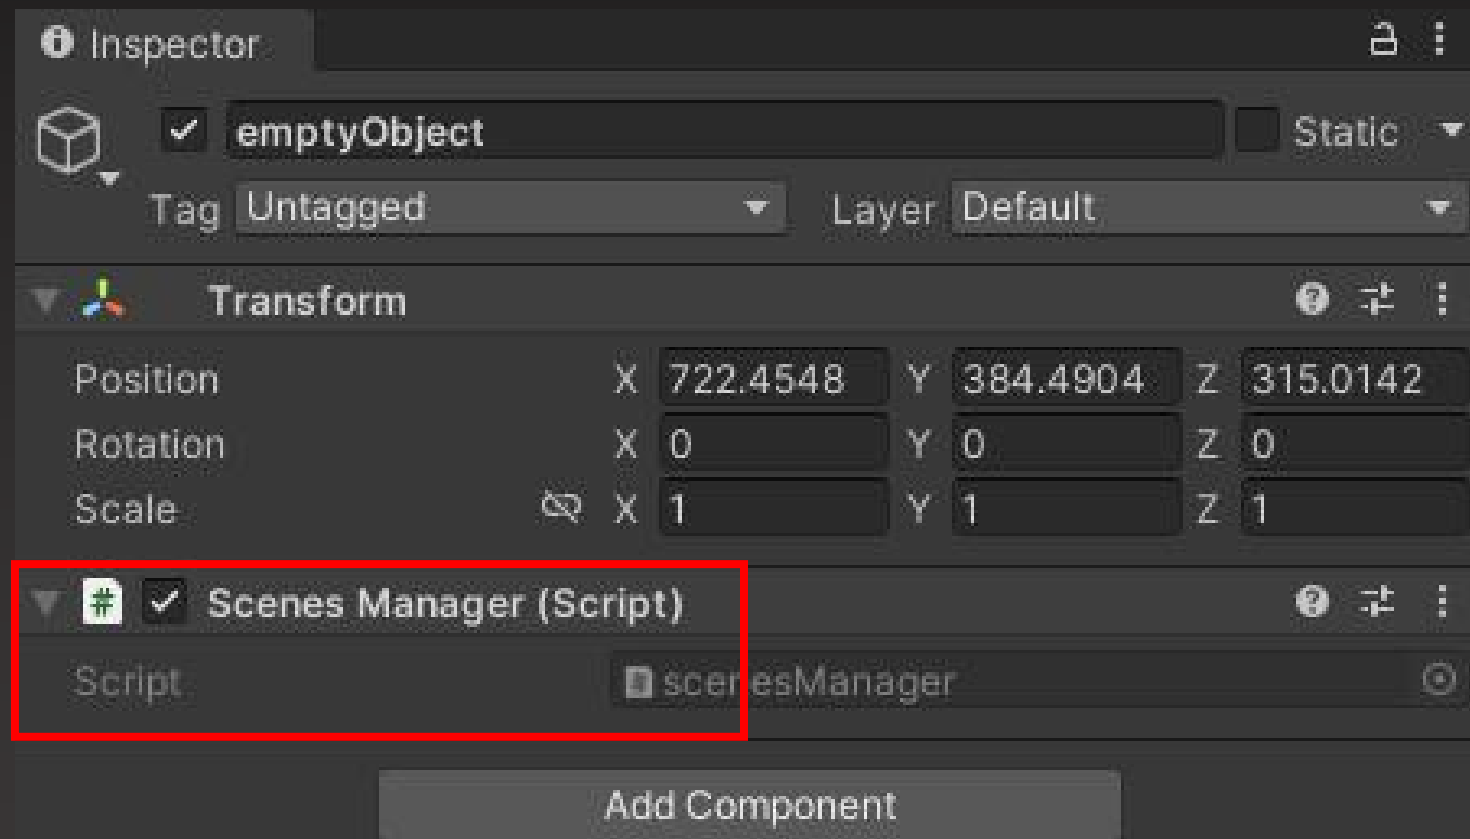 Inspector
emptyObject Static
Tag Untagged Layer Default
Transform
Position X 722.4548 Y 384.4904 Z 315.0142
Rotation X 0 Y 0 Z 0
Scale X 1 Y 1 Z 1
# Scenes Manager (Script)
Script scenesManager
Add Component